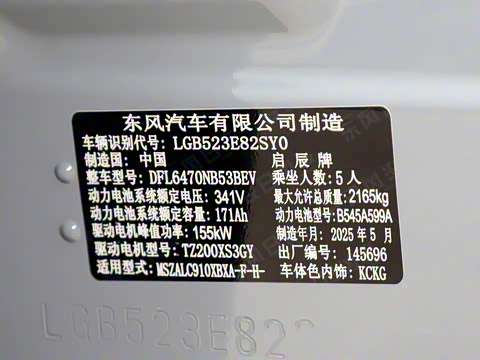 东风汽车有限公司制造
车辆识别代号: LGB523E82SY0
制造国: 中国 启辰牌
整车型号: DFL6470NB53BEV 乘坐人数: 5人
动力电池系统额定电压: 341V 最大允许总质量: 2165kg
动力电池系统额定容量: 171Ah 动力电池型号: B545A599A
驱动电机峰值功率: 155kW 制造年月: 2025年5月
驱动电机型号: TZ200XS3GY 出厂编号: 145696
适用型式: MSZALC910XBXA-F-H- 车体色内饰: KCKG
LGB523E82